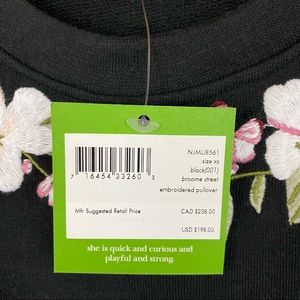 NJMU8561
size xs
black(001)
broome street
embroidered pullover
7 16454 33260 3
Mfr Suggested Retail Price
CAD $238.00
USD $198.00
she is quick and curious and
playful and strong.